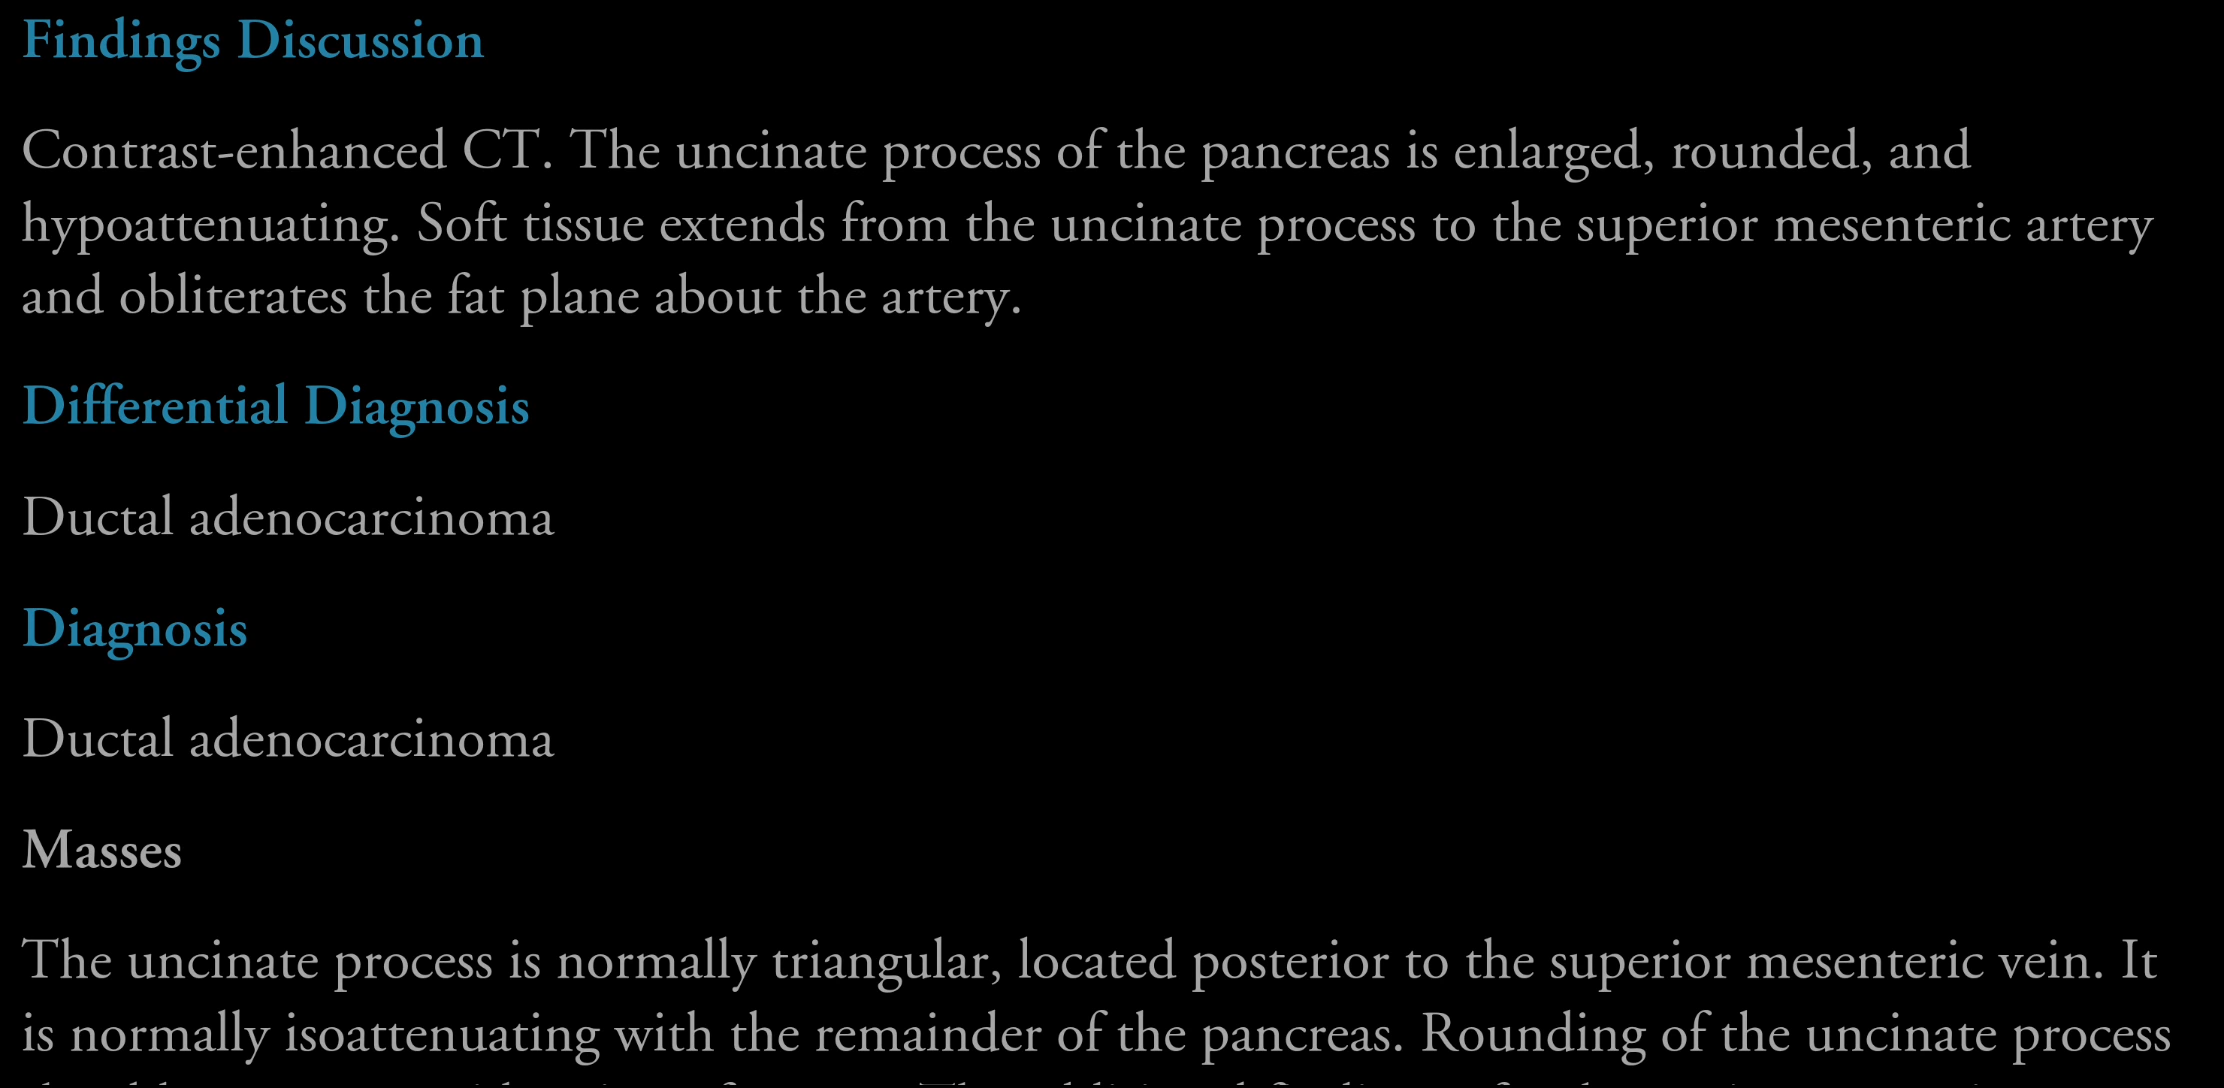 Findings Discussion
Contrast-enhanced CT. The uncinate process of the pancreas is enlarged, rounded, and
hypoattenuating. Soft tissue extends from the uncinate process to the superior mesenteric artery
and obliterates the fat plane about the artery.
Differential Diagnosis
Ductal adenocarcinoma
Diagnosis
Ductal adenocarcinoma
Masses
The uncinate process is normally triangular, located posterior to the superior mesenteric vein. It
is normally isoattenuating with the remainder of the pancreas. Rounding of the uncinate process